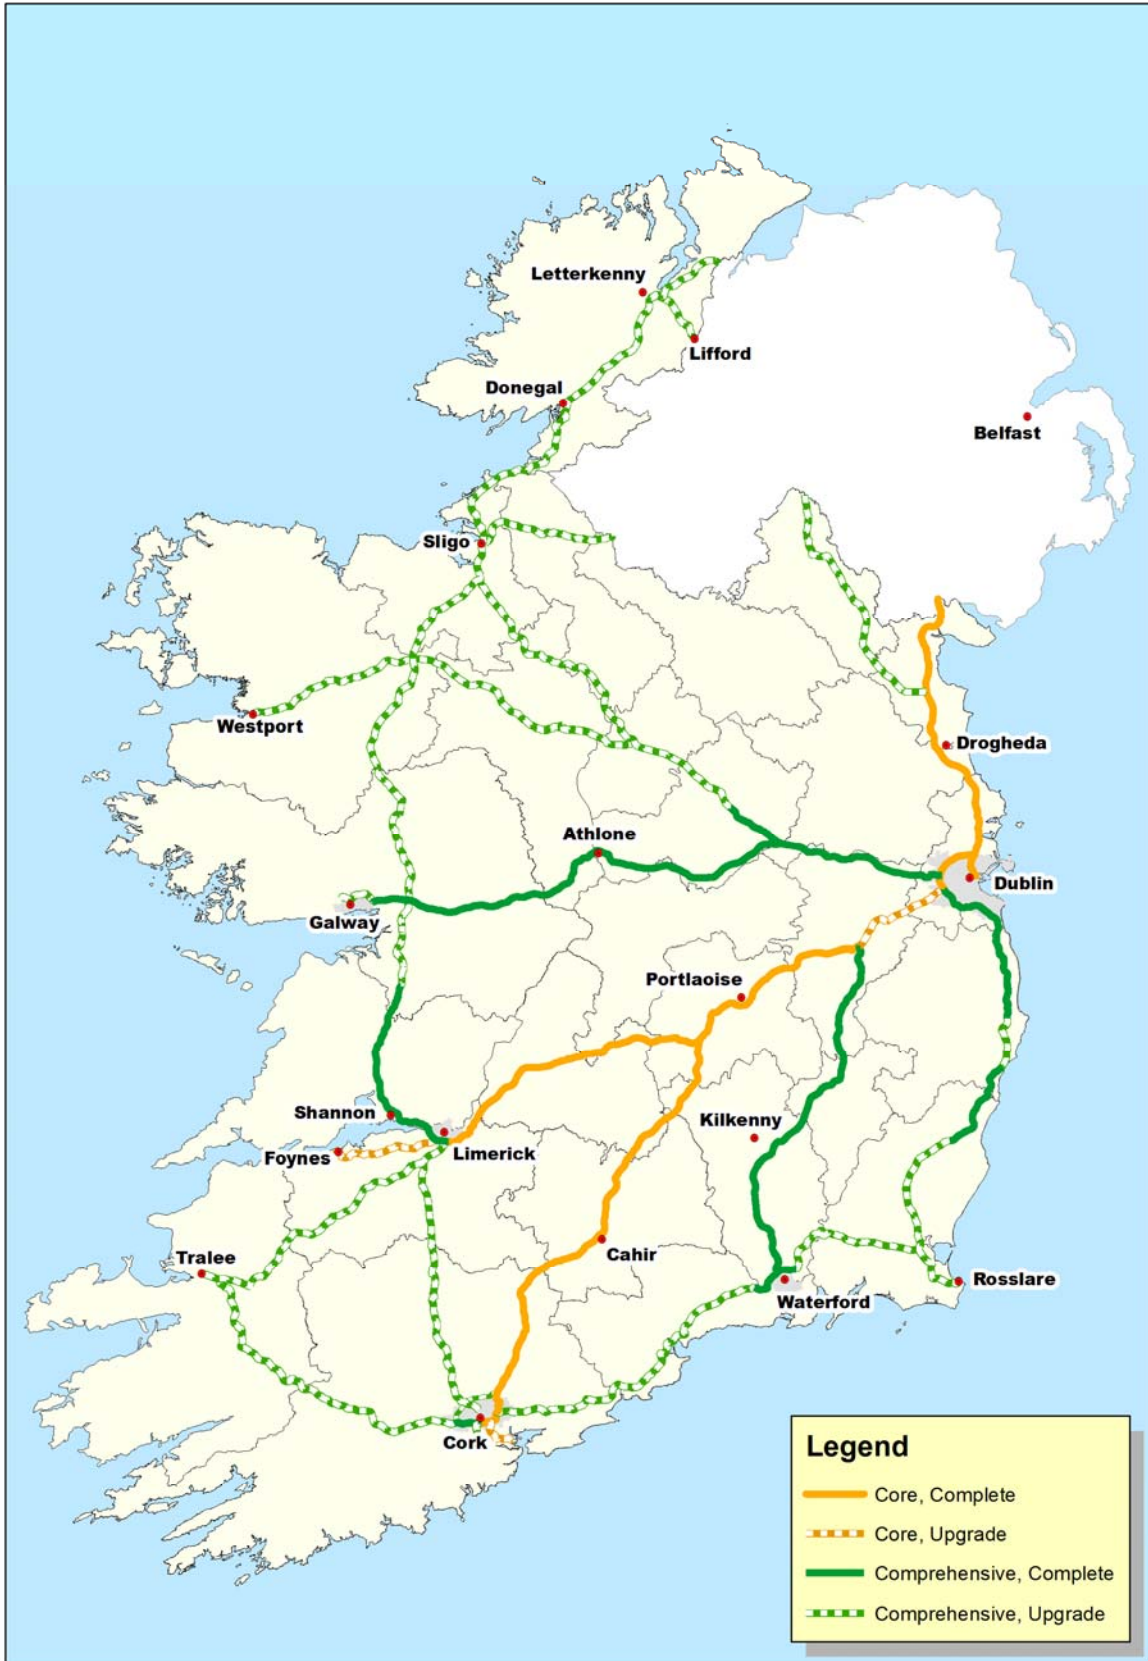 Letterkenny
Lifford
Donegal
Belfast
Sligo
Westport
Drogheda
Athlone
Dublin
Galway
Portlaoise
Shannon
Kilkenny
Foynes
Limerick
Tralee
Cahir
Rosslare
Waterford
Cork
Legend
Core, Complete
Core, Upgrade
Comprehensive, Complete
Comprehensive, Upgrade